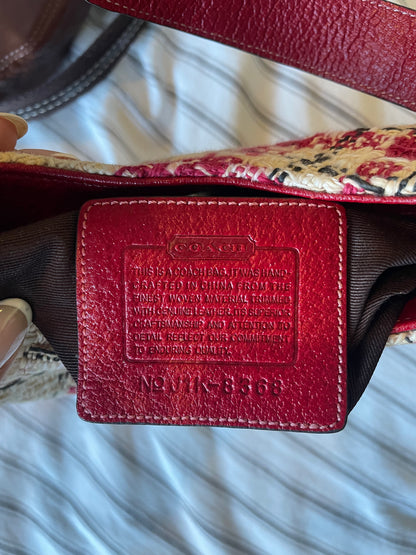 COACH
THIS IS A COACH BAG. IT WAS HAND-
CRAFTED IN CHINA FROM THE
FINEST WOVEN MATERIAL TRIMMED
WITH GENUINE LEATHER. ITS SUPERIOR
CRAFTSMANSHIP AND ATTENTION TO
DETAIL REFLECT OUR COMMITMENT
TO ENDURING QUALITY.
No J1K-8368